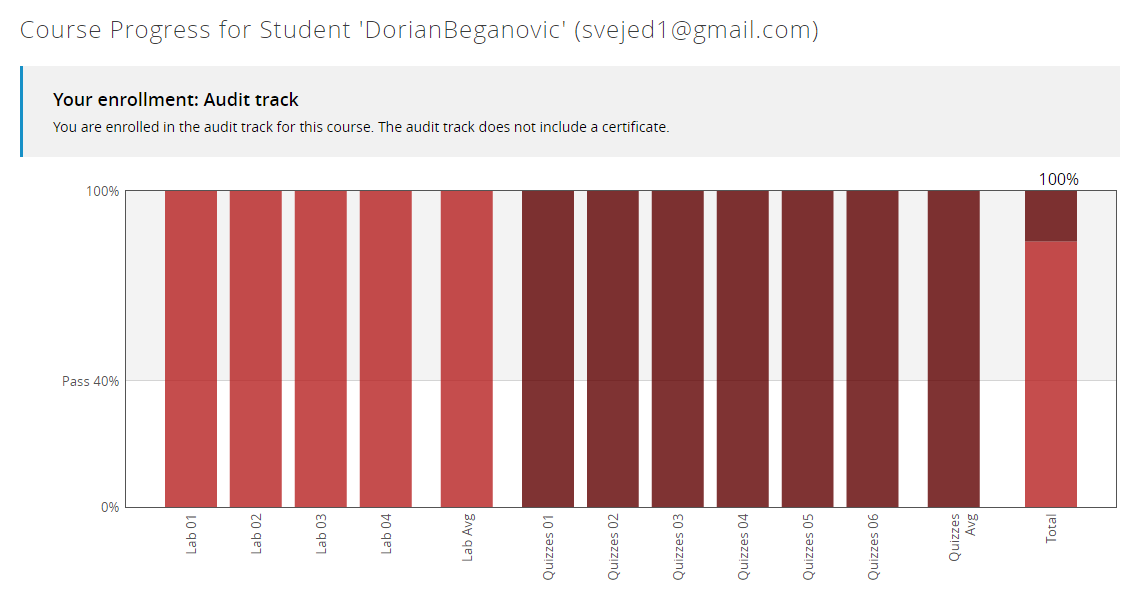 Course Progress for Student 'DorianBeganovic' (svejed1@gmail.com)
Your enrollment: Audit track
You are enrolled in the audit track for this course. The audit track does not include a certificate.
100%
100%
Pass 40%
0%
Lab 01
Lab 02
Lab 03
Lab 04
Lab Avg
Quizzes 01
Quizzes 02
Quizzes 03
Quizzes 04
Quizzes 05
Quizzes 06
Quizzes
Avg
Total